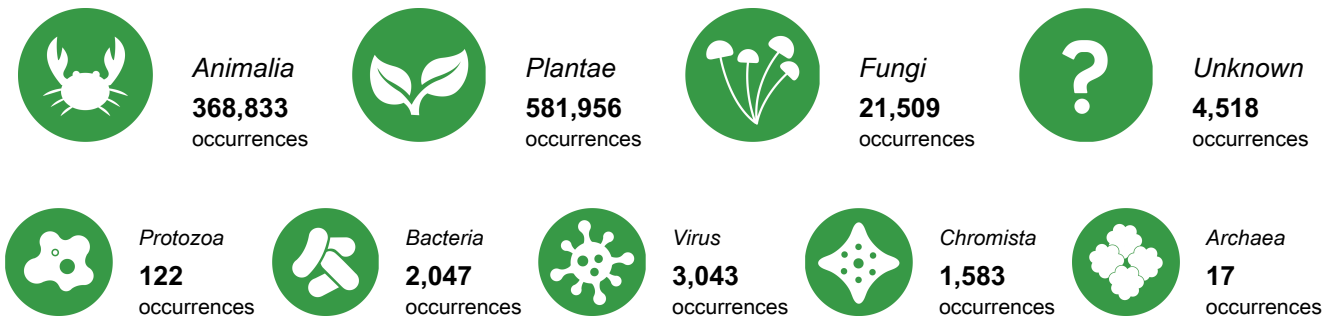 Animalia
368,833
occurrences
Plantae
581,956
occurrences
Fungi
21,509
occurrences
?
Unknown
4,518
occurrences
Protozoa
122
occurrences
Bacteria
2,047
occurrences
Virus
3,043
occurrences
Chromista
1,583
occurrences
Archaea
17
occurrences